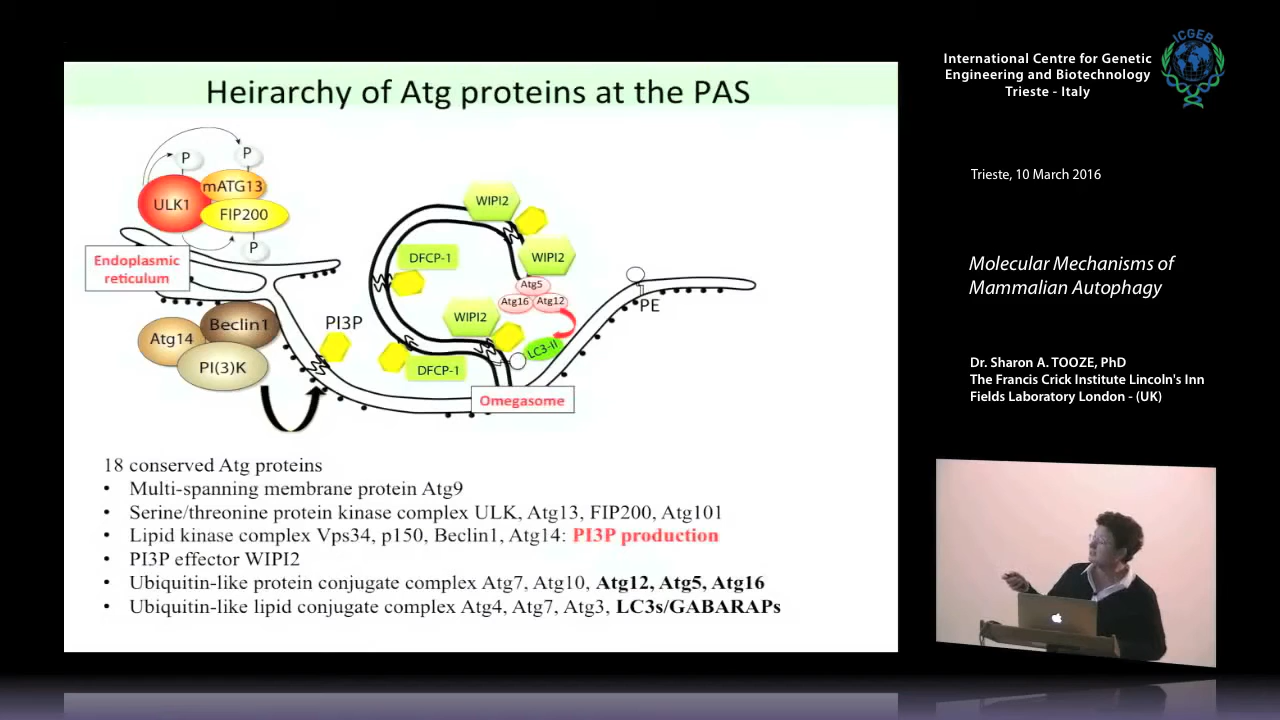 Heirarchy of Atg proteins at the PAS
P
P
mATG13
ULK1
FIP200
P
Endoplasmic
reticulum
Beclin1
Atg14
PI(3)K
PI3P
DFCP-1
WIPI2
WIPI2
Atg5
Atg16
Atg12
WIPI2
LC3-II
DFCP-1
PE
Omegasome
18 conserved Atg proteins
• Multi-spanning membrane protein Atg9
• Serine/threonine protein kinase complex ULK, Atg13, FIP200, Atg101
• Lipid kinase complex Vps34, p150, Beclin1, Atg14: PI3P production
• PI3P effector WIPI2
• Ubiquitin-like protein conjugate complex Atg7, Atg10, Atg12, Atg5, Atg16
• Ubiquitin-like lipid conjugate complex Atg4, Atg7, Atg3, LC3s/GABARAPs
International Centre for Genetic
Engineering and Biotechnology
Trieste - Italy
ICGEB
Trieste, 10 March 2016
Molecular Mechanisms of
Mammalian Autophagy
Dr. Sharon A. TOOZE, PhD
The Francis Crick Institute Lincoln's Inn
Fields Laboratory London - (UK)